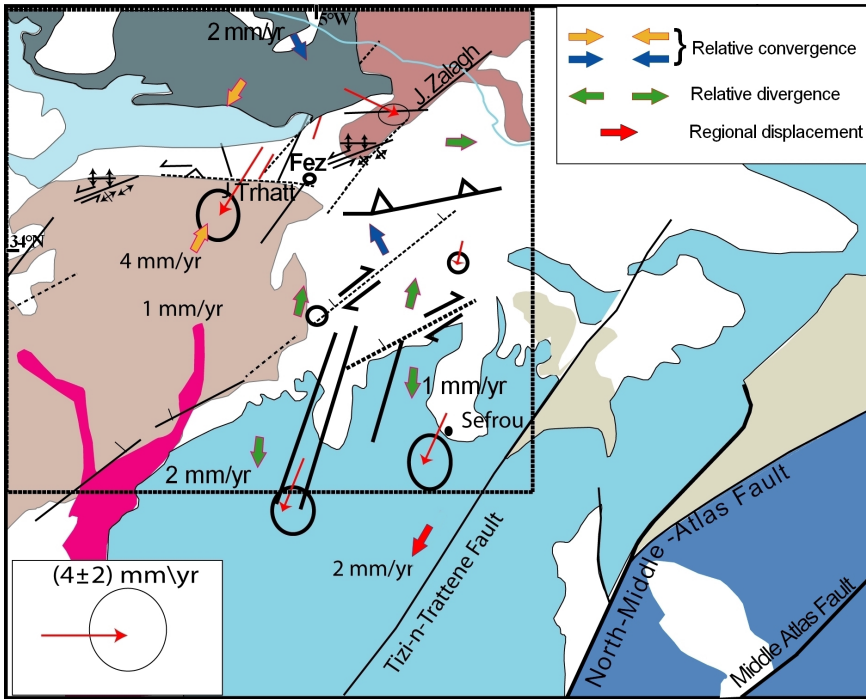 2 mm/yr
5°W
Relative convergence
Relative divergence
Regional displacement
J. Zalagh
Fez
J Trhatt
34°N
4 mm/yr
1 mm/yr
1 mm/yr
Sefrou
2 mm/yr
2 mm/yr
Tizi-n-Trattene Fault
North-Middle -Atlas Fault
Middle Atlas Fault
(4±2) mm\yr